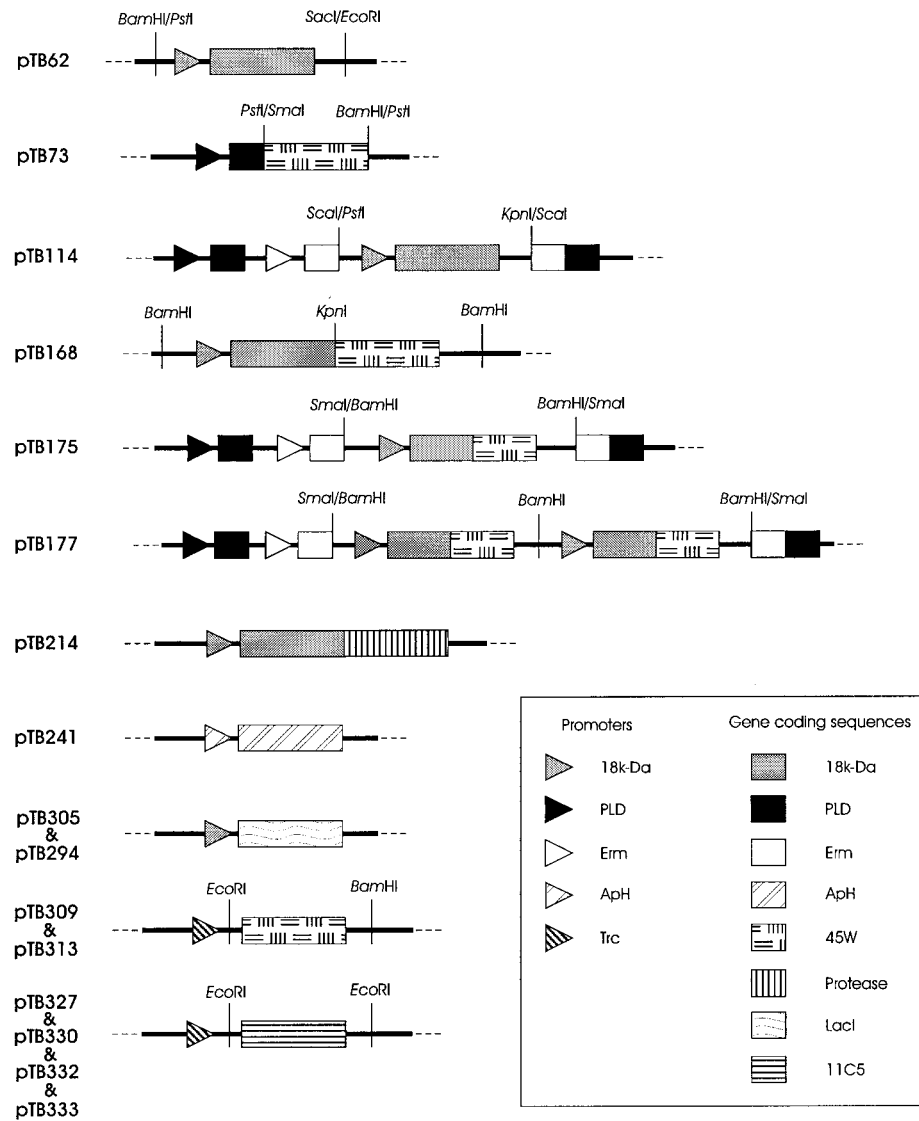 BamHI/PstI SacI/EcoRI
pTB62
PstI/SmaI BamHI/PstI
pTB73
ScaI/PstI KpnI/ScaI
pTB114
BamHI KpnI BamHI
pTB168
SmaI/BamHI BamHI/SmaI
pTB175
SmaI/BamHI BamHI BamHI/SmaI
pTB177
pTB214
pTB241
pTB305
&
pTB294
EcoRI BamHI
pTB309
&
pTB313
EcoRI EcoRI
pTB327
&
pTB330
&
pTB332
&
pTB333
Promoters Gene coding sequences
18k-Da 18k-Da
PLD PLD
Erm Erm
ApH ApH
Trc 45W
Protease
LacI
11C5